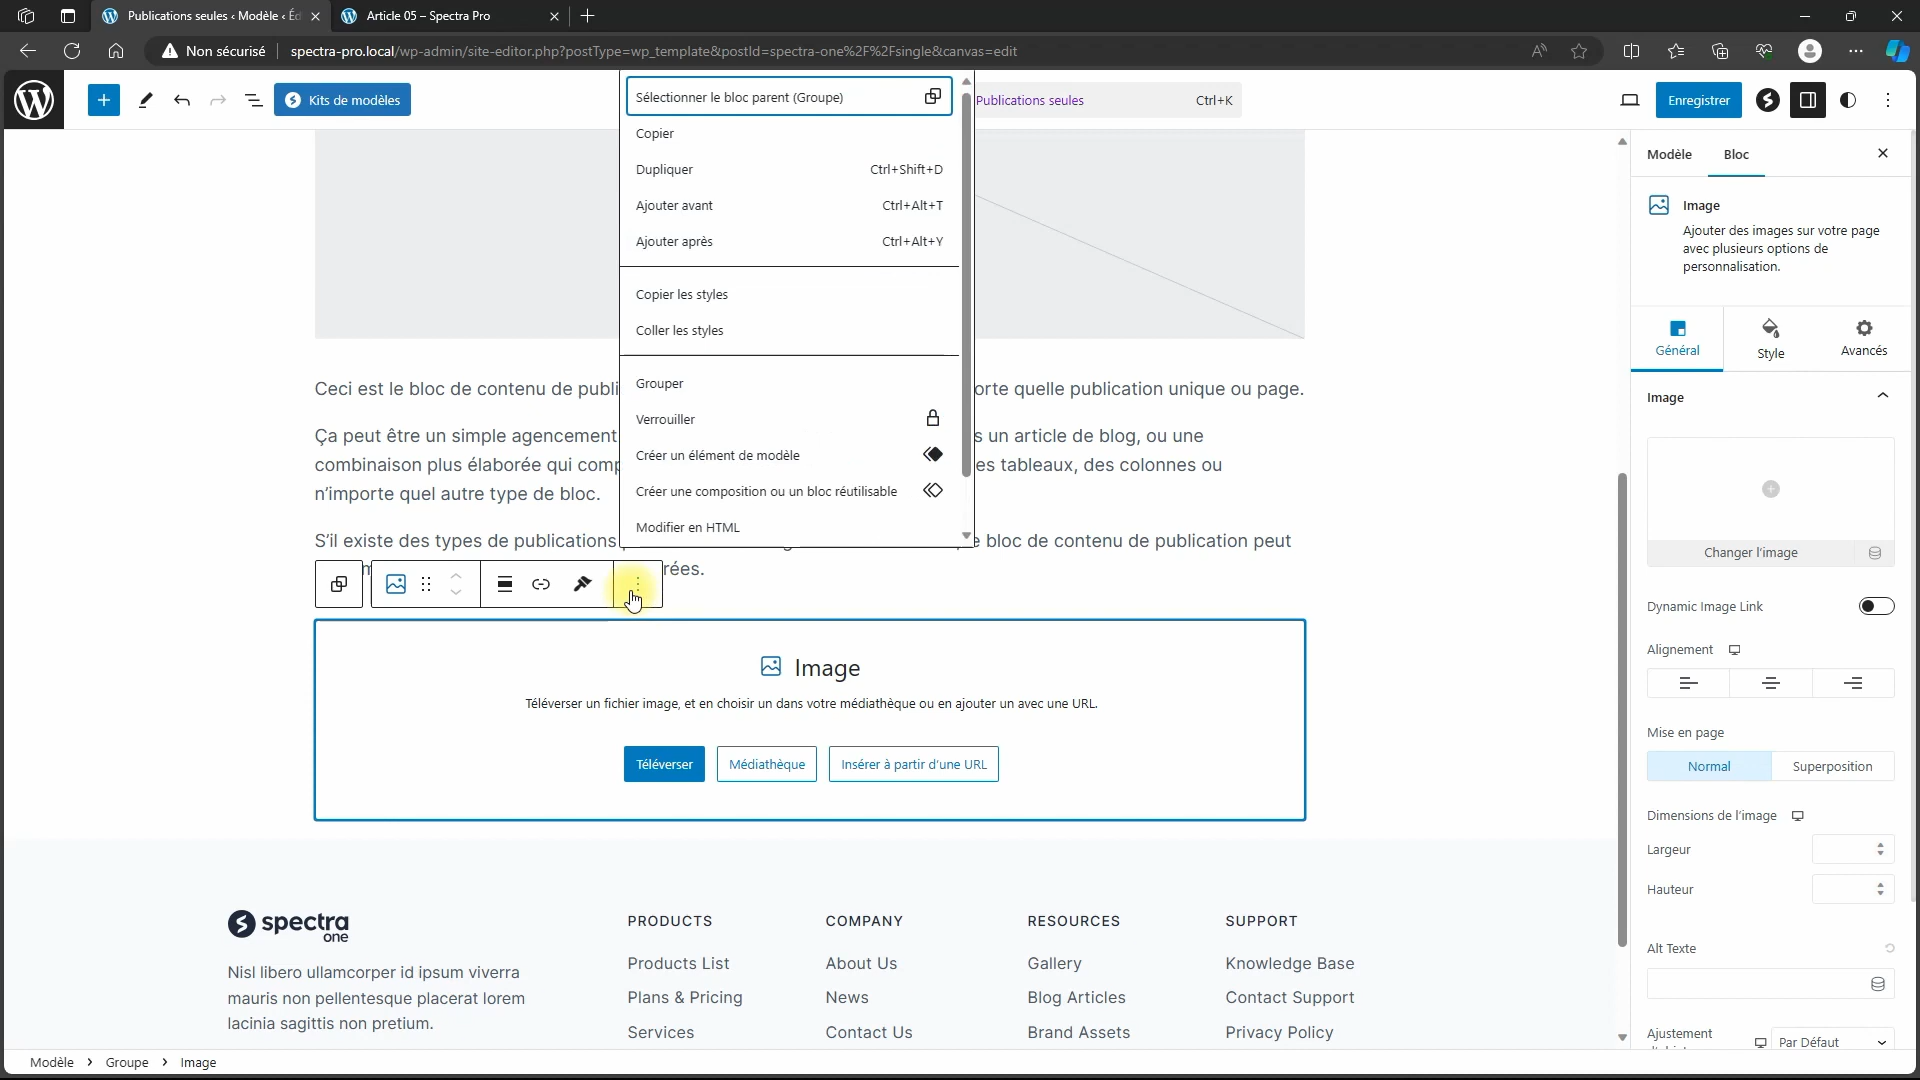 Publications seules ‹ Modèle ‹ Éd
Article 05 – Spectra Pro
Non sécurisé
spectra-pro.local/wp-admin/site-editor.php?postType=wp_template&postId=spectra-one%2F%2Fsingle&canvas=edit
Kits de modèles
Publications seules
Ctrl+K
Enregistrer
Sélectionner le bloc parent (Groupe)
Copier
Dupliquer Ctrl+Shift+D
Ajouter avant Ctrl+Alt+T
Ajouter après Ctrl+Alt+Y
Copier les styles
Coller les styles
Grouper
Verrouiller
Créer un élément de modèle
Créer une composition ou un bloc réutilisable
Modifier en HTML
Ceci est le bloc de contenu de publi
orte quelle publication unique ou page.
Ça peut être un simple agencement
s un article de blog, ou une
combinaison plus élaborée qui comp
es tableaux, des colonnes ou
n’importe quel autre type de bloc.
S’il existe des types de publications
e bloc de contenu de publication peut
rées.
Image
Téléverser un fichier image, et en choisir un dans votre médiathèque ou en ajouter un avec une URL.
Téléverser
Médiathèque
Insérer à partir d’une URL
spectra
one
Nisl libero ullamcorper id ipsum viverra
mauris non pellentesque placerat lorem
lacinia sagittis non pretium.
PRODUCTS
Products List
Plans & Pricing
Services
COMPANY
About Us
News
Contact Us
RESOURCES
Gallery
Blog Articles
Brand Assets
SUPPORT
Knowledge Base
Contact Support
Privacy Policy
Modèle
Bloc
Image
Ajouter des images sur votre page
avec plusieurs options de
personnalisation.
Général
Style
Avancés
Image
Changer l’image
Dynamic Image Link
Alignement
Mise en page
Normal
Superposition
Dimensions de l’image
Largeur
Hauteur
Alt Texte
Ajustement
Par Défaut
Modèle
Groupe
Image